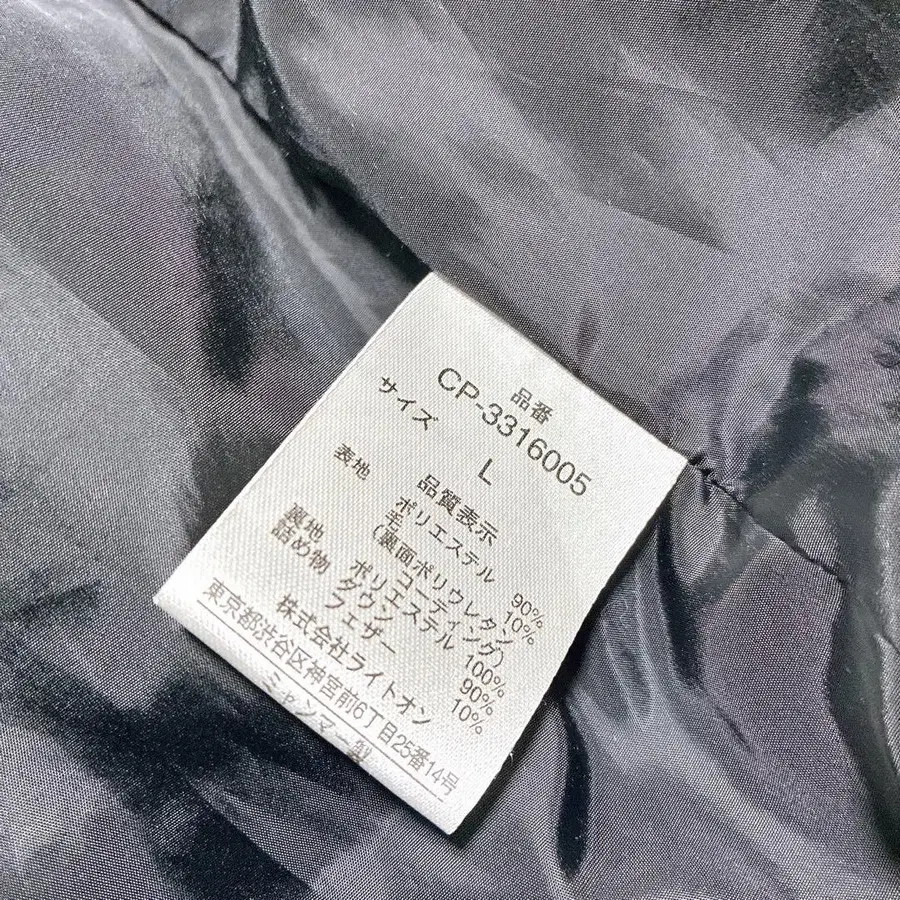 品番
CP-3316005
サイズ L
品質表示
表地 ポリエステル 90%
毛 10%
(裏面ポリウレタン
コーティング)
裏地 ポリエステル 100%
詰め物 ダウン 90%
フェザー 10%
株式会社ライトオン
東京都渋谷区神宮前6丁目25番14号
ミャンマー製